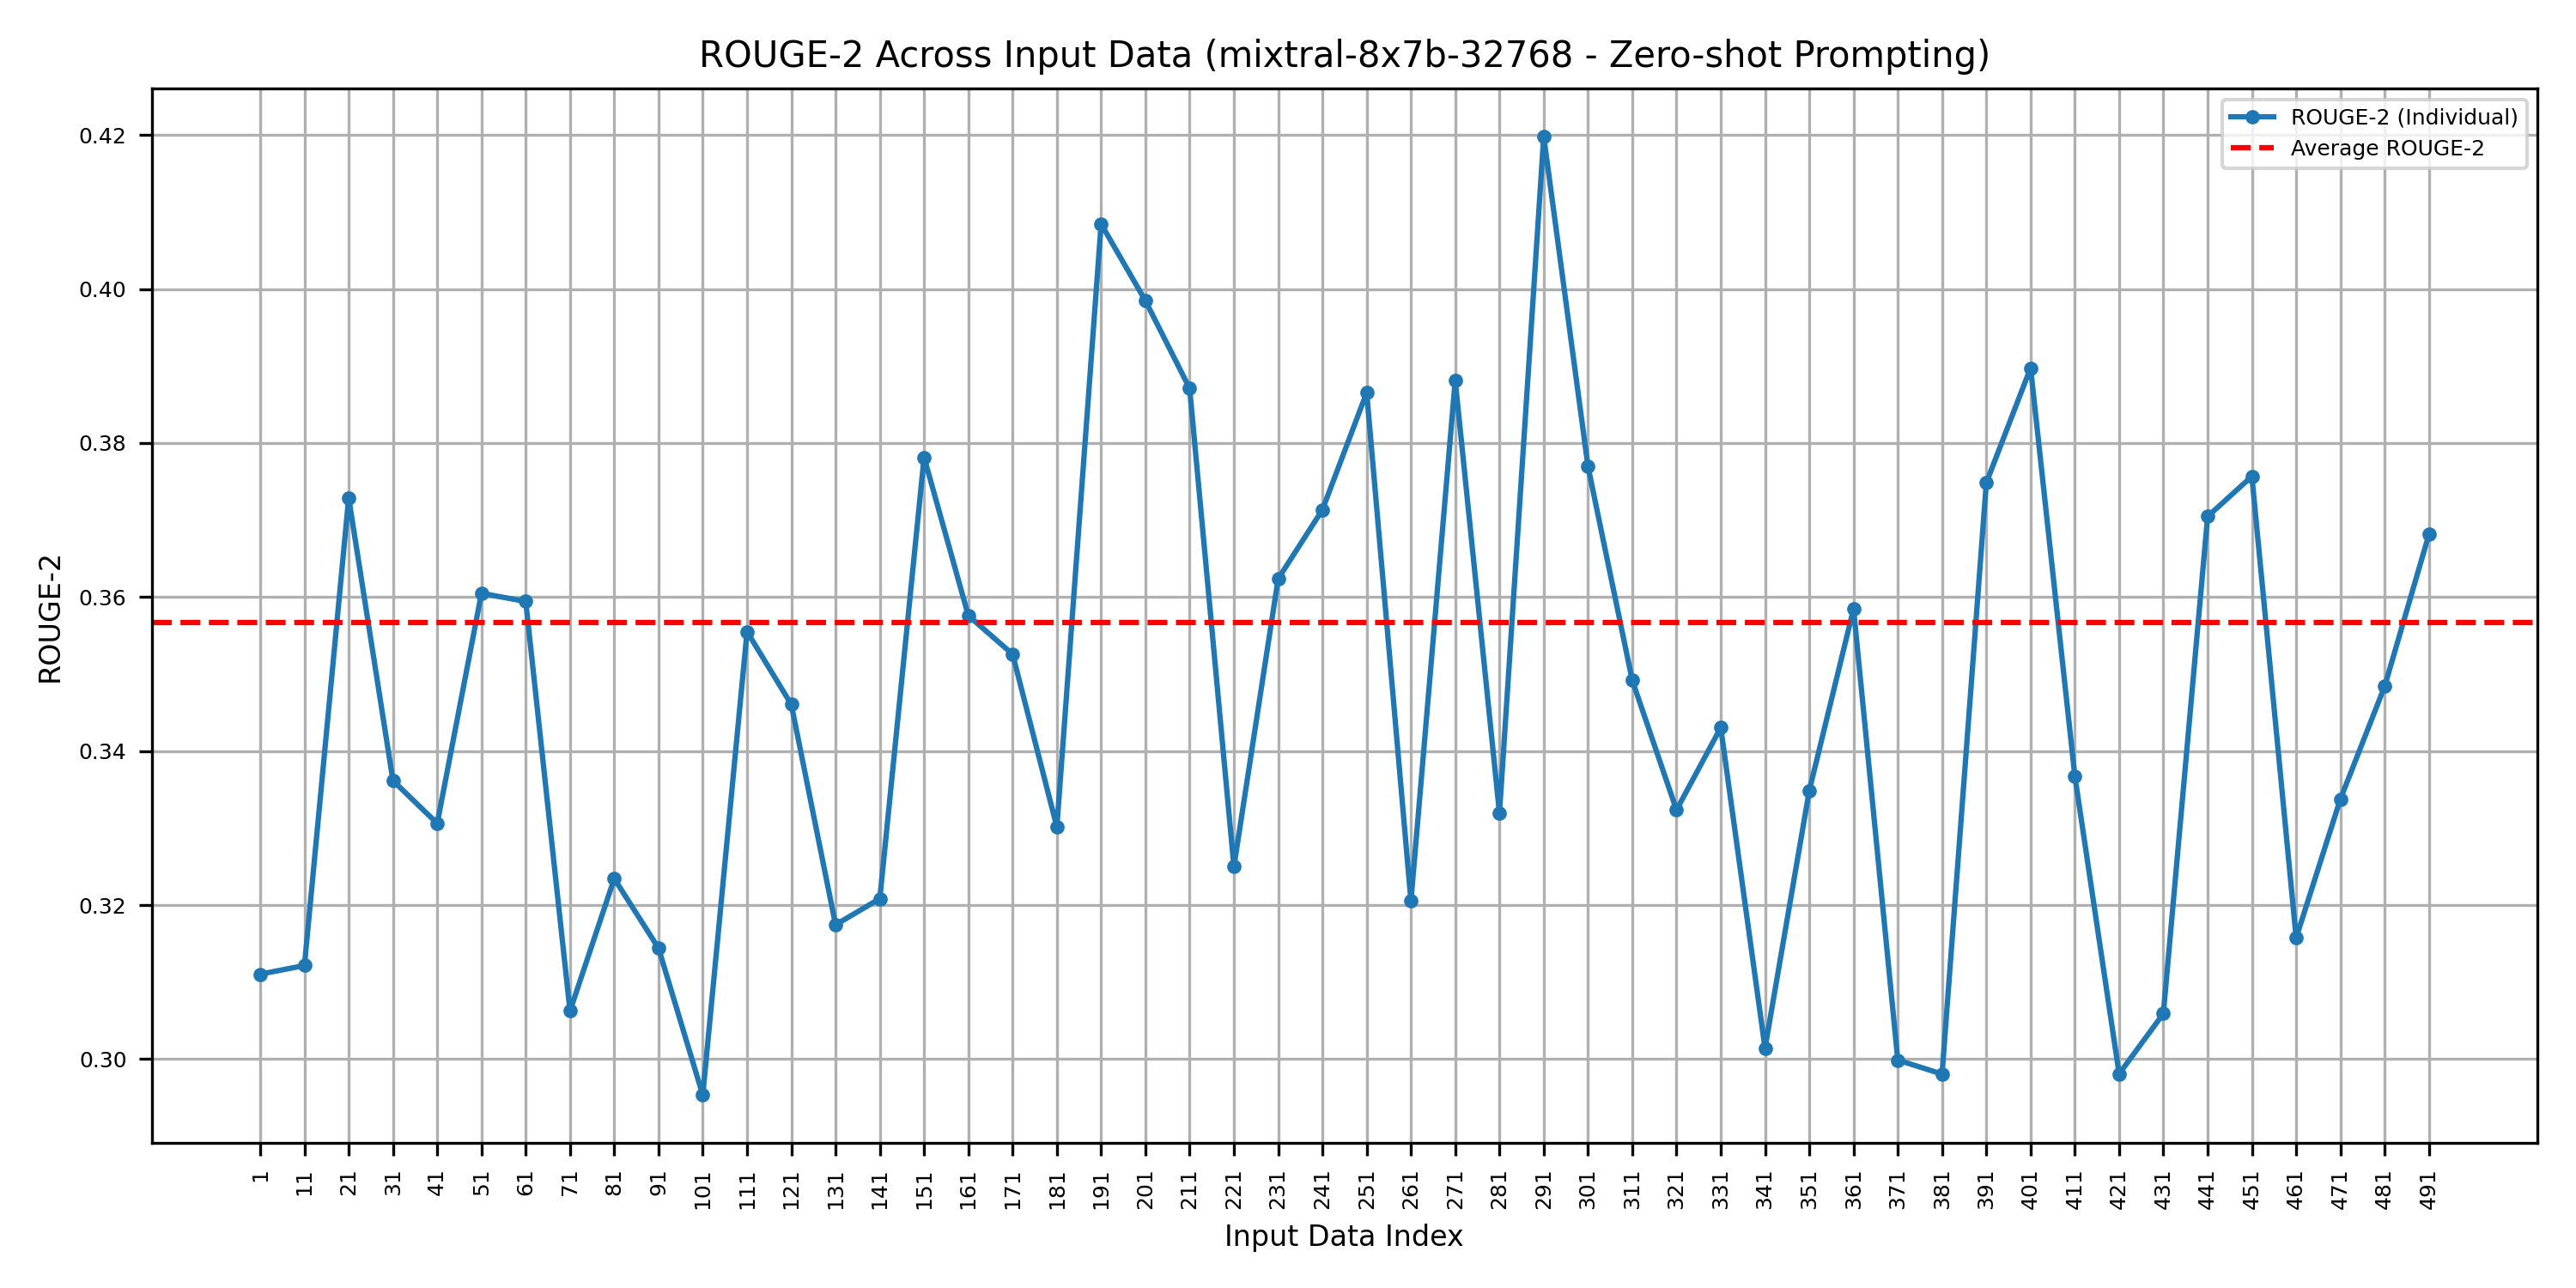 ROUGE-2 Across Input Data (mixtral-8x7b-32768 - Zero-shot Prompting)
ROUGE-2 (Individual)
Average ROUGE-2
0.42
0.40
0.38
0.36
0.34
0.32
0.30
ROUGE-2
1 11 21 31 41 51 61 71 81 91 101 111 121 131 141 151 161 171 181 191 201 211 221 231 241 251 261 271 281 291 301 311 321 331 341 351 361 371 381 391 401 411 421 431 441 451 461 471 481 491
Input Data Index